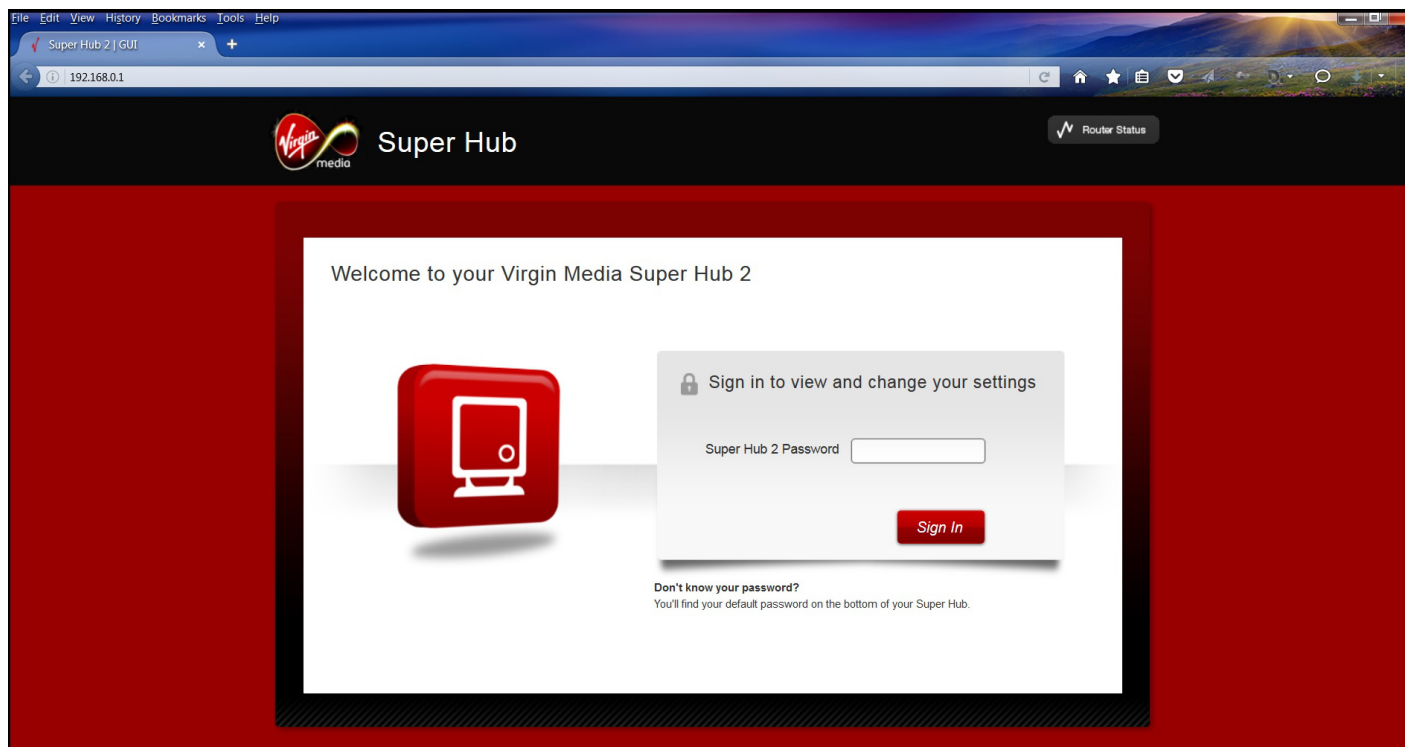 File Edit View History Bookmarks Tools Help
Super Hub 2 | GUI × +
192.168.0.1
Virgin media
Super Hub
Router Status
Welcome to your Virgin Media Super Hub 2
Sign in to view and change your settings
Super Hub 2 Password
Sign In
Don't know your password?
You'll find your default password on the bottom of your Super Hub.